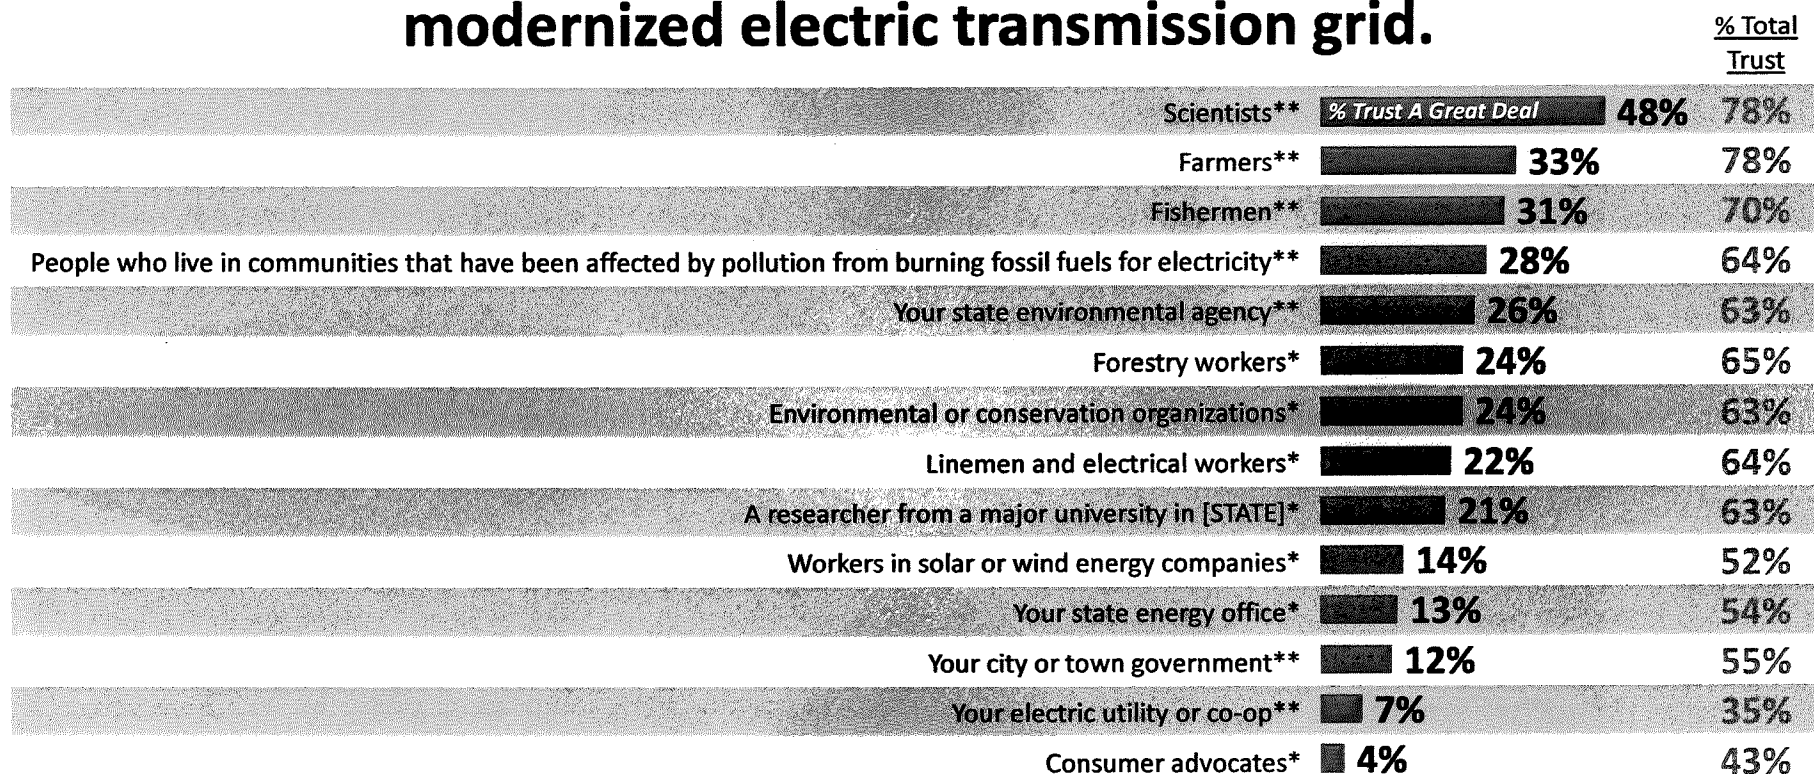 modernized electric transmission grid.
% Total
Trust
Scientists** % Trust A Great Deal 48% 78%
Farmers** 33% 78%
Fishermen** 31% 70%
People who live in communities that have been affected by pollution from burning fossil fuels for electricity** 28% 64%
Your state environmental agency** 26% 63%
Forestry workers* 24% 65%
Environmental or conservation organizations* 24% 63%
Linemen and electrical workers* 22% 64%
A researcher from a major university in [STATE]* 21% 63%
Workers in solar or wind energy companies* 14% 52%
Your state energy office* 13% 54%
Your city or town government** 12% 55%
Your electric utility or co-op** 7% 35%
Consumer advocates* 4% 43%